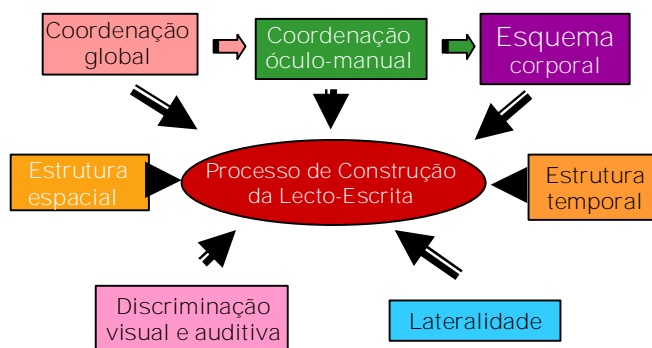 Coordenação
global
Coordenação
óculo-manual
Esquema
corporal
Estrutura
espacial
Processo de Construção
da Lecto-Escrita
Estrutura
temporal
Discriminação
visual e auditiva
Lateralidade